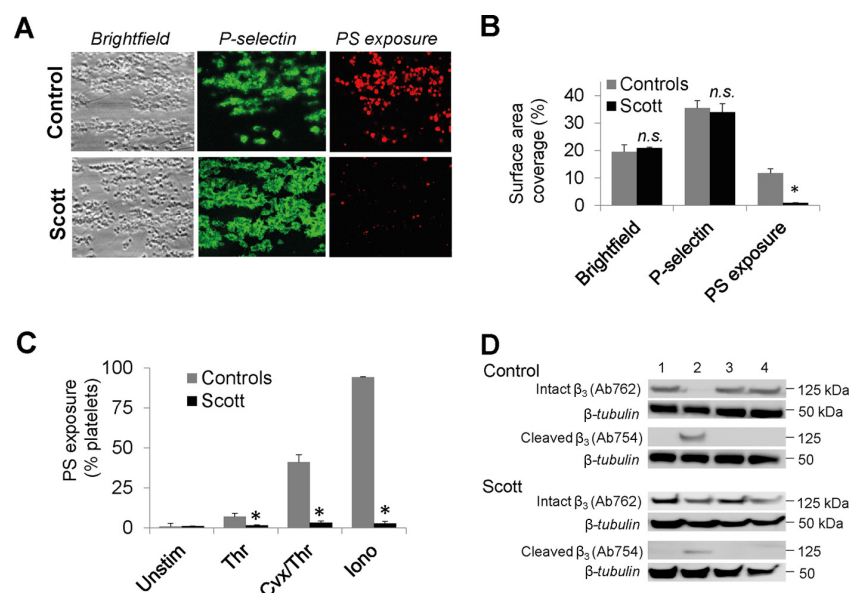 A
Brightfield P-selectin PS exposure
Control
Scott
B
Surface area
coverage (%)
50
40
30
20
10
0
Controls
Scott
n.s.
n.s.
*
Brightfield
P-selectin
PS exposure
C
PS exposure
(% platelets)
100
75
50
25
0
Controls
Scott
* * *
Unstim
Thr
Cvx/Thr
Iono
D
Control 1 2 3 4
Intact β₃ (Ab762) 125 kDa
β-tubulin 50 kDa
Cleaved β₃ (Ab754) 125
β-tubulin 50
Scott
Intact β₃ (Ab762) 125 kDa
β-tubulin 50 kDa
Cleaved β₃ (Ab754) 125
β-tubulin 50